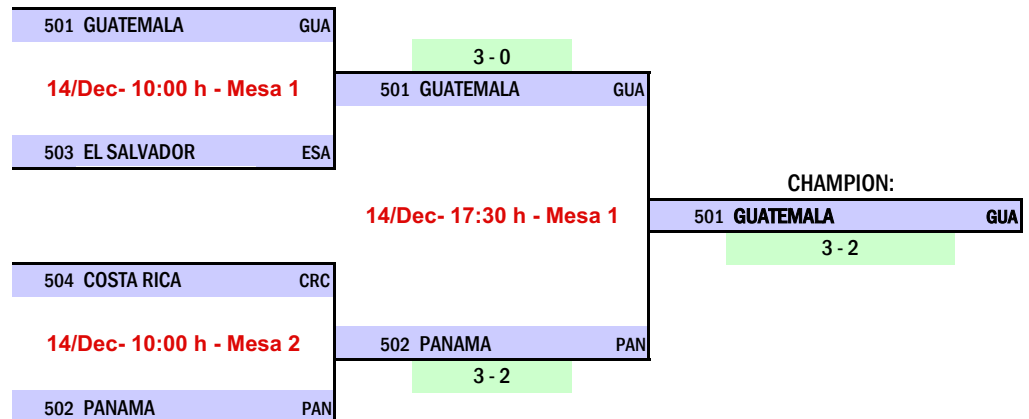 501 GUATEMALA GUA
3 - 0
14/Dec- 10:00 h - Mesa 1
501 GUATEMALA GUA
503 EL SALVADOR ESA
CHAMPION:
14/Dec- 17:30 h - Mesa 1
501 GUATEMALA GUA
3 - 2
504 COSTA RICA CRC
14/Dec- 10:00 h - Mesa 2
502 PANAMA PAN
3 - 2
502 PANAMA PAN